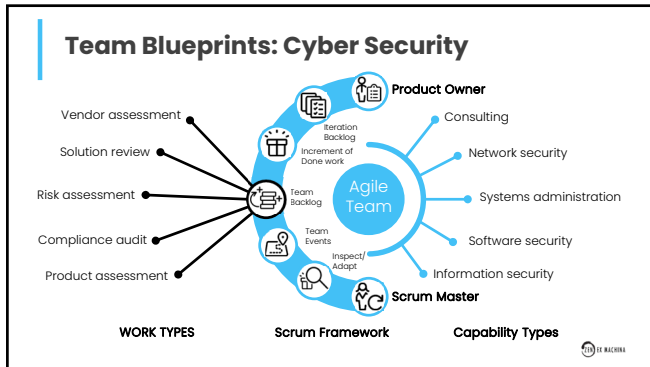 Team Blueprints: Cyber Security
Product Owner
Vendor assessment
Solution review
Risk assessment
Compliance audit
Product assessment
Iteration
Backlog
Increment of
Done work
Team
Backlog
Team
Events
Inspect/
Adapt
Scrum Master
Agile
Team
Consulting
Network security
Systems administration
Software security
Information security
WORK TYPES
Scrum Framework
Capability Types
ZEN EX MACHINA